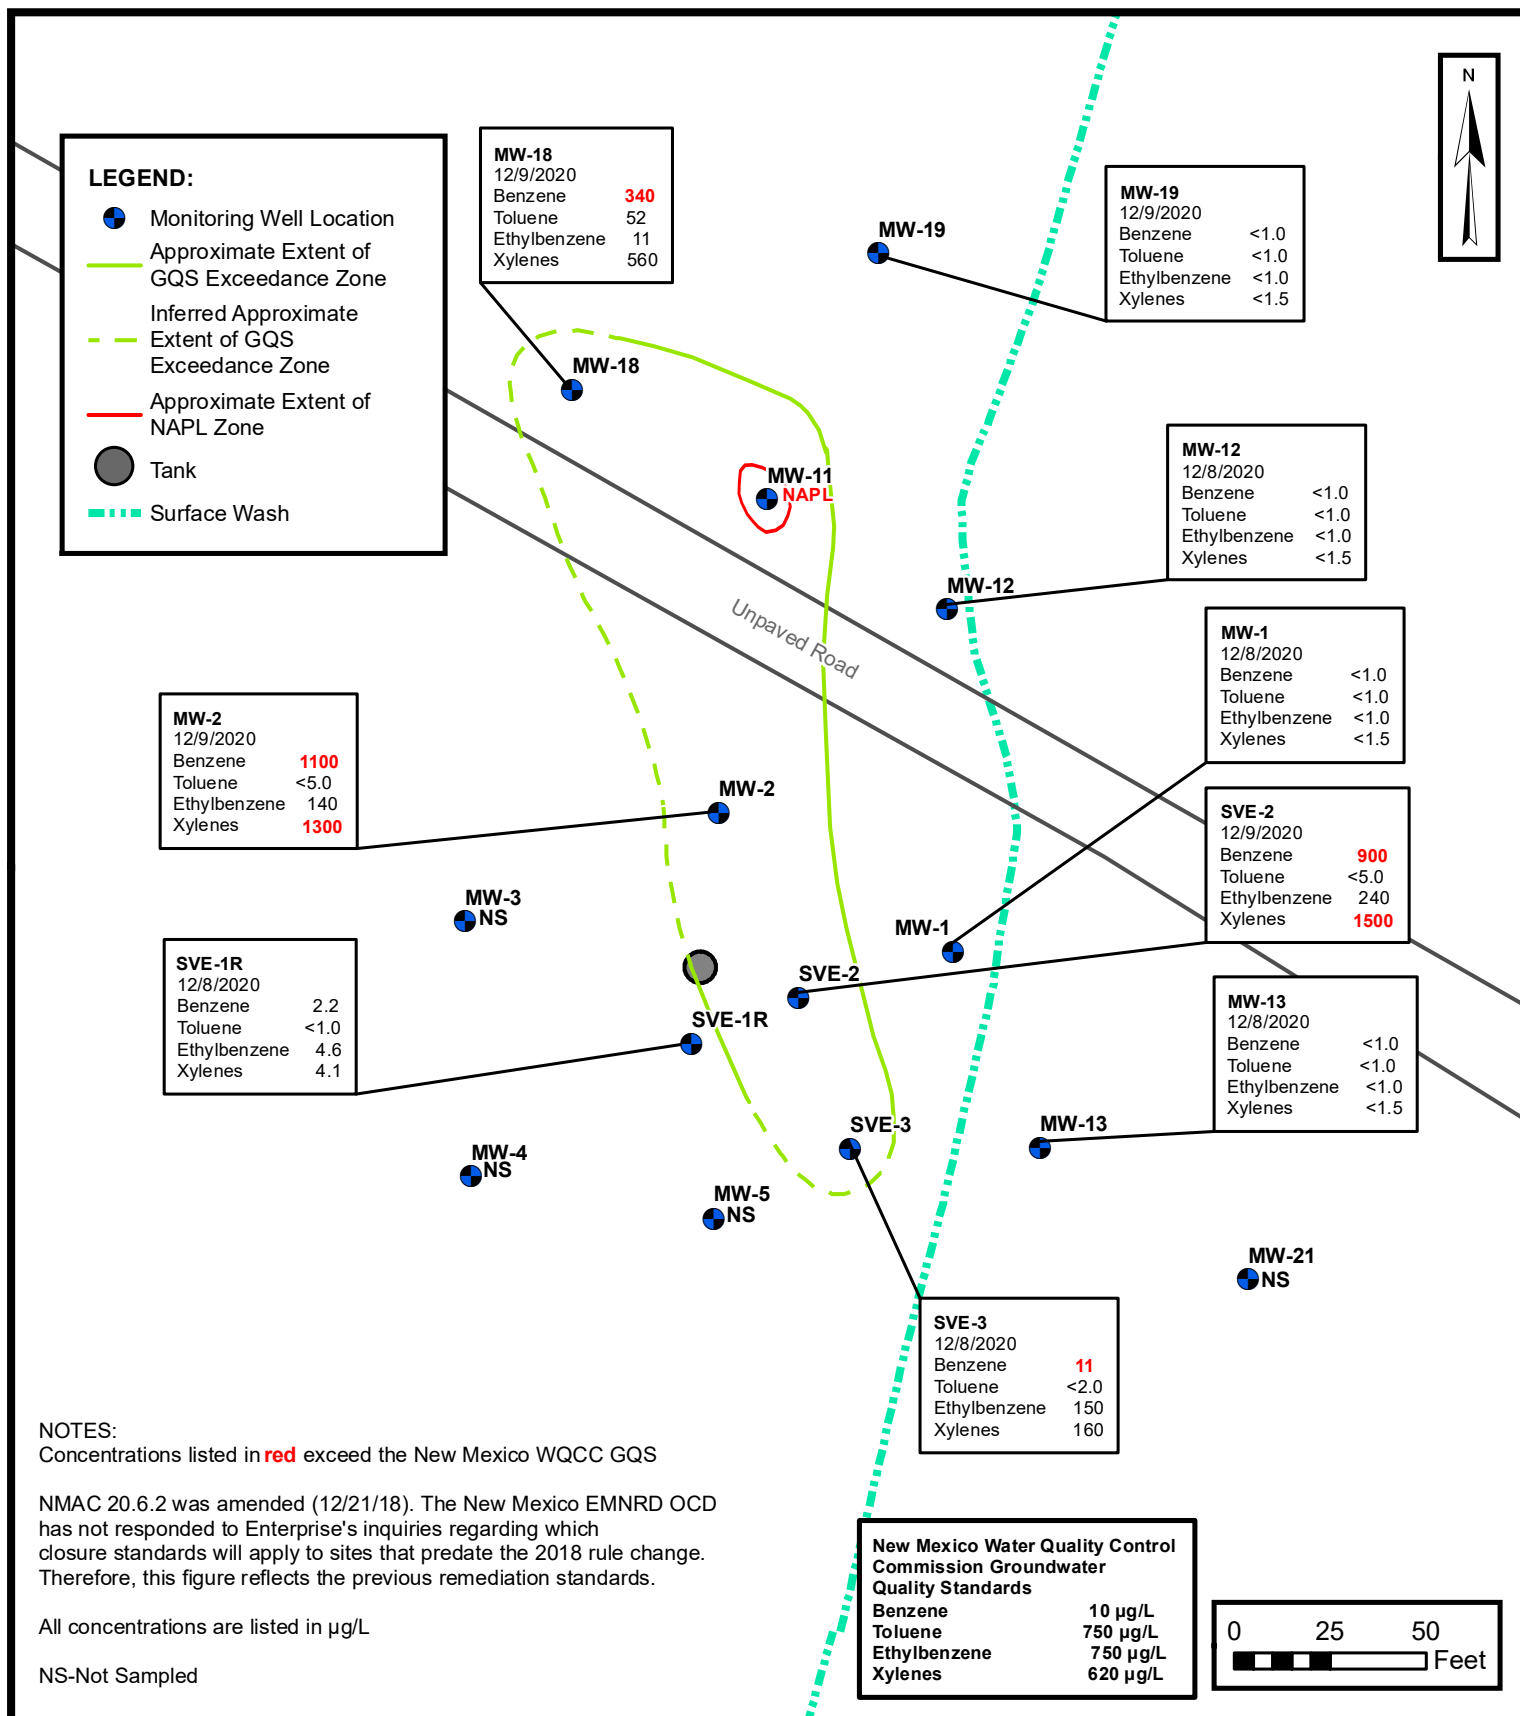 N
LEGEND:
Monitoring Well Location
Approximate Extent of
GQS Exceedance Zone
Inferred Approximate
Extent of GQS
Exceedance Zone
Approximate Extent of
NAPL Zone
Tank
Surface Wash
MW-18
12/9/2020
Benzene 340
Toluene 52
Ethylbenzene 11
Xylenes 560
MW-19
12/9/2020
Benzene <1.0
Toluene <1.0
Ethylbenzene <1.0
Xylenes <1.5
MW-19
MW-18
MW-11
NAPL
MW-12
12/8/2020
Benzene <1.0
Toluene <1.0
Ethylbenzene <1.0
Xylenes <1.5
MW-12
Unpaved Road
MW-1
12/8/2020
Benzene <1.0
Toluene <1.0
Ethylbenzene <1.0
Xylenes <1.5
MW-2
12/9/2020
Benzene 1100
Toluene <5.0
Ethylbenzene 140
Xylenes 1300
MW-2
SVE-2
12/9/2020
Benzene 900
Toluene <5.0
Ethylbenzene 240
Xylenes 1500
MW-3
NS
MW-1
SVE-2
SVE-1R
12/8/2020
Benzene 2.2
Toluene <1.0
Ethylbenzene 4.6
Xylenes 4.1
SVE-1R
MW-13
12/8/2020
Benzene <1.0
Toluene <1.0
Ethylbenzene <1.0
Xylenes <1.5
SVE-3
MW-13
MW-4
NS
MW-5
NS
MW-21
NS
SVE-3
12/8/2020
Benzene 11
Toluene <2.0
Ethylbenzene 150
Xylenes 160
NOTES:
Concentrations listed in red exceed the New Mexico WQCC GQS
NMAC 20.6.2 was amended (12/21/18). The New Mexico EMNRD OCD
has not responded to Enterprise's inquiries regarding which
closure standards will apply to sites that predate the 2018 rule change.
Therefore, this figure reflects the previous remediation standards.
All concentrations are listed in µg/L
NS-Not Sampled
New Mexico Water Quality Control
Commission Groundwater
Quality Standards
Benzene 10 µg/L
Toluene 750 µg/L
Ethylbenzene 750 µg/L
Xylenes 620 µg/L
0 25 50
Feet